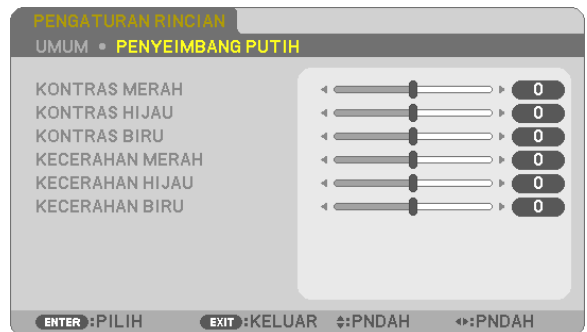 PENGATURAN RINCIAN
UMUM • PENYEIMBANG PUTIH
KONTRAS MERAH 0
KONTRAS HIJAU 0
KONTRAS BIRU 0
KECERAHAN MERAH 0
KECERAHAN HIJAU 0
KECERAHAN BIRU 0
ENTER :PILIH EXIT :KELUAR :PNDAH :PNDAH